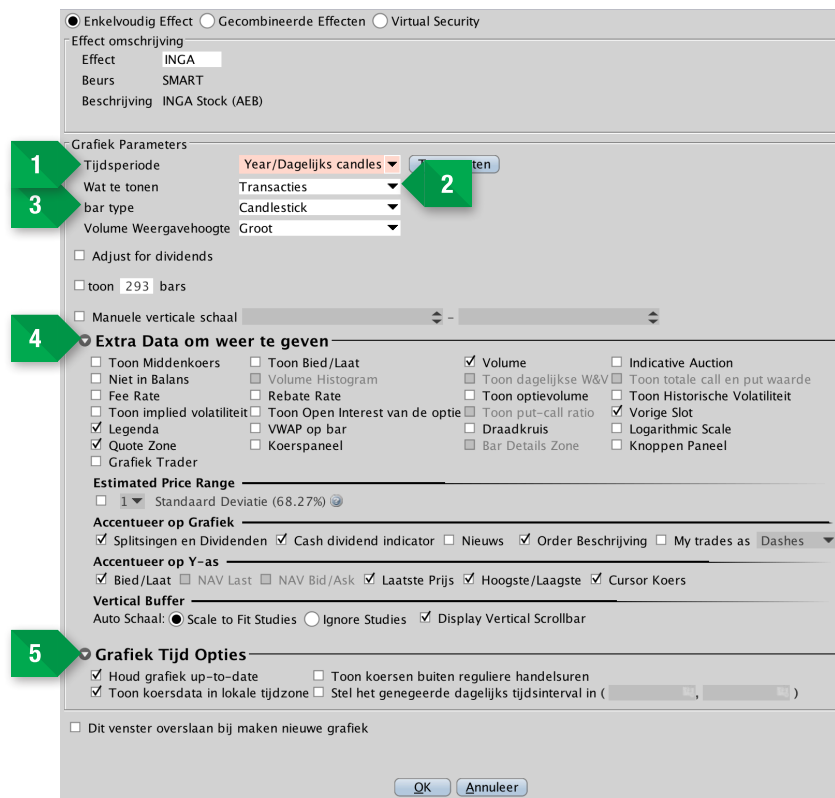 Enkelvoudig Effect Gecombineerde Effecten Virtual Security
Effect omschrijving
Effect INGA
Beurs SMART
Beschrijving INGA Stock (AEB)
Grafiek Parameters
1 Tijdsperiode Year/Dagelijks candles ten
Wat te tonen Transacties 2
3 bar type Candlestick
Volume Weergavehoogte Groot
Adjust for dividends
toon 293 bars
Manuele verticale schaal –
4 Extra Data om weer te geven
Toon Middenkoers Toon Bied/Laat Volume Indicative Auction
Niet in Balans Volume Histogram Toon dagelijkse W&V Toon totale call en put waarde
Fee Rate Rebate Rate Toon optievolume Toon Historische Volatiliteit
Toon implied volatiliteit Toon Open Interest van de optie Toon put-call ratio Vorige Slot
Legenda VWAP op bar Draadkruis Logarithmic Scale
Quote Zone Koerspaneel Bar Details Zone Knoppen Paneel
Grafiek Trader
Estimated Price Range
1 Standaard Deviatie (68.27%) ?
Accentueer op Grafiek
Splitsingen en Dividenden Cash dividend indicator Nieuws Order Beschrijving My trades as Dashes
Accentueer op Y-as
Bied/Laat NAV Last NAV Bid/Ask Laatste Prijs Hoogste/Laagste Cursor Koers
Vertical Buffer
Auto Schaal: Scale to Fit Studies Ignore Studies Display Vertical Scrollbar
5 Grafiek Tijd Opties
Houd grafiek up-to-date Toon koersen buiten reguliere handelsuren
Toon koersdata in lokale tijdzone Stel het genegeerde dagelijks tijdsinterval in ( , )
Dit venster overslaan bij maken nieuwe grafiek
OK Annuleer